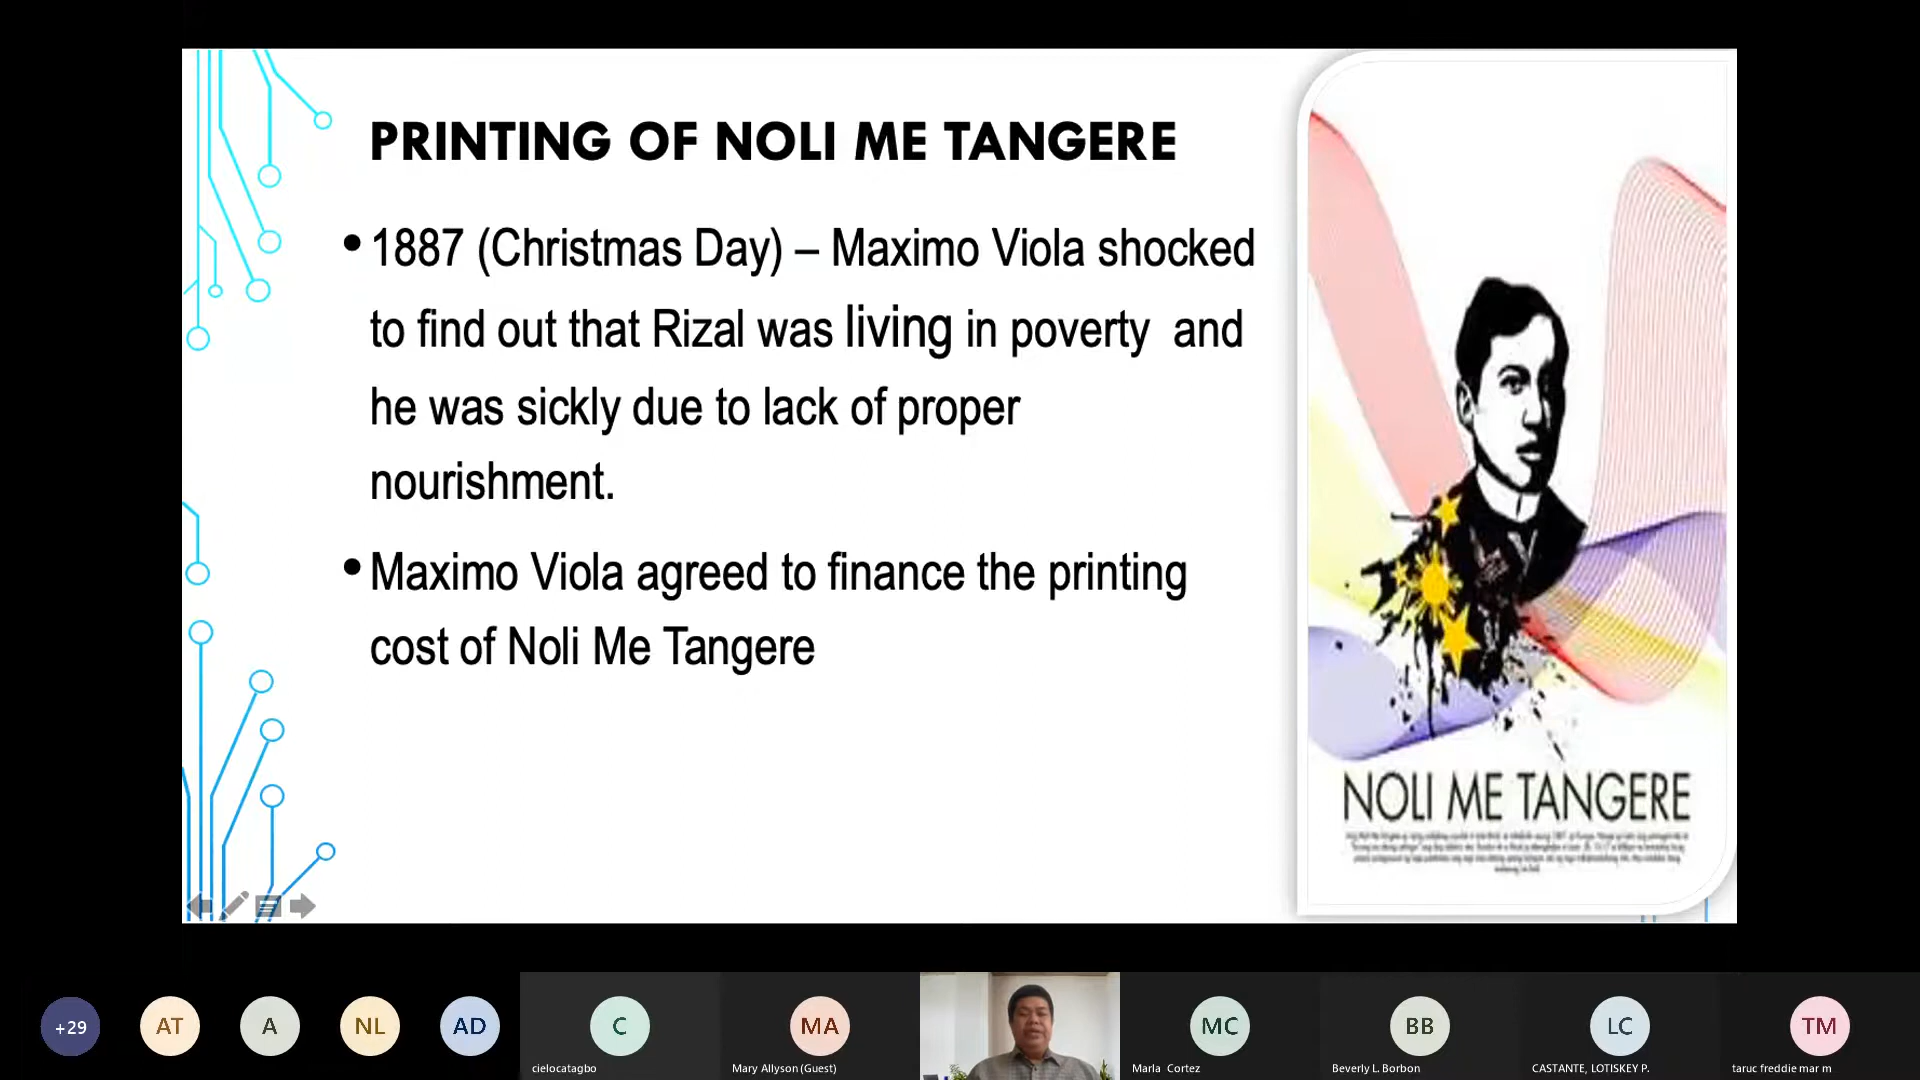 PRINTING OF NOLI ME TANGERE
• 1887 (Christmas Day) – Maximo Viola shocked
to find out that Rizal was living in poverty and
he was sickly due to lack of proper
nourishment.
• Maximo Viola agreed to finance the printing
cost of Noli Me Tangere
NOLI ME TANGERE
+29
AT
A
NL
AD
C
cielocatagbo
MA
Mary Allyson (Guest)
MC
Marla Cortez
BB
Beverly L. Borbon
LC
CASTANTE, LOTISKEY P.
TM
taruc freddie mar m